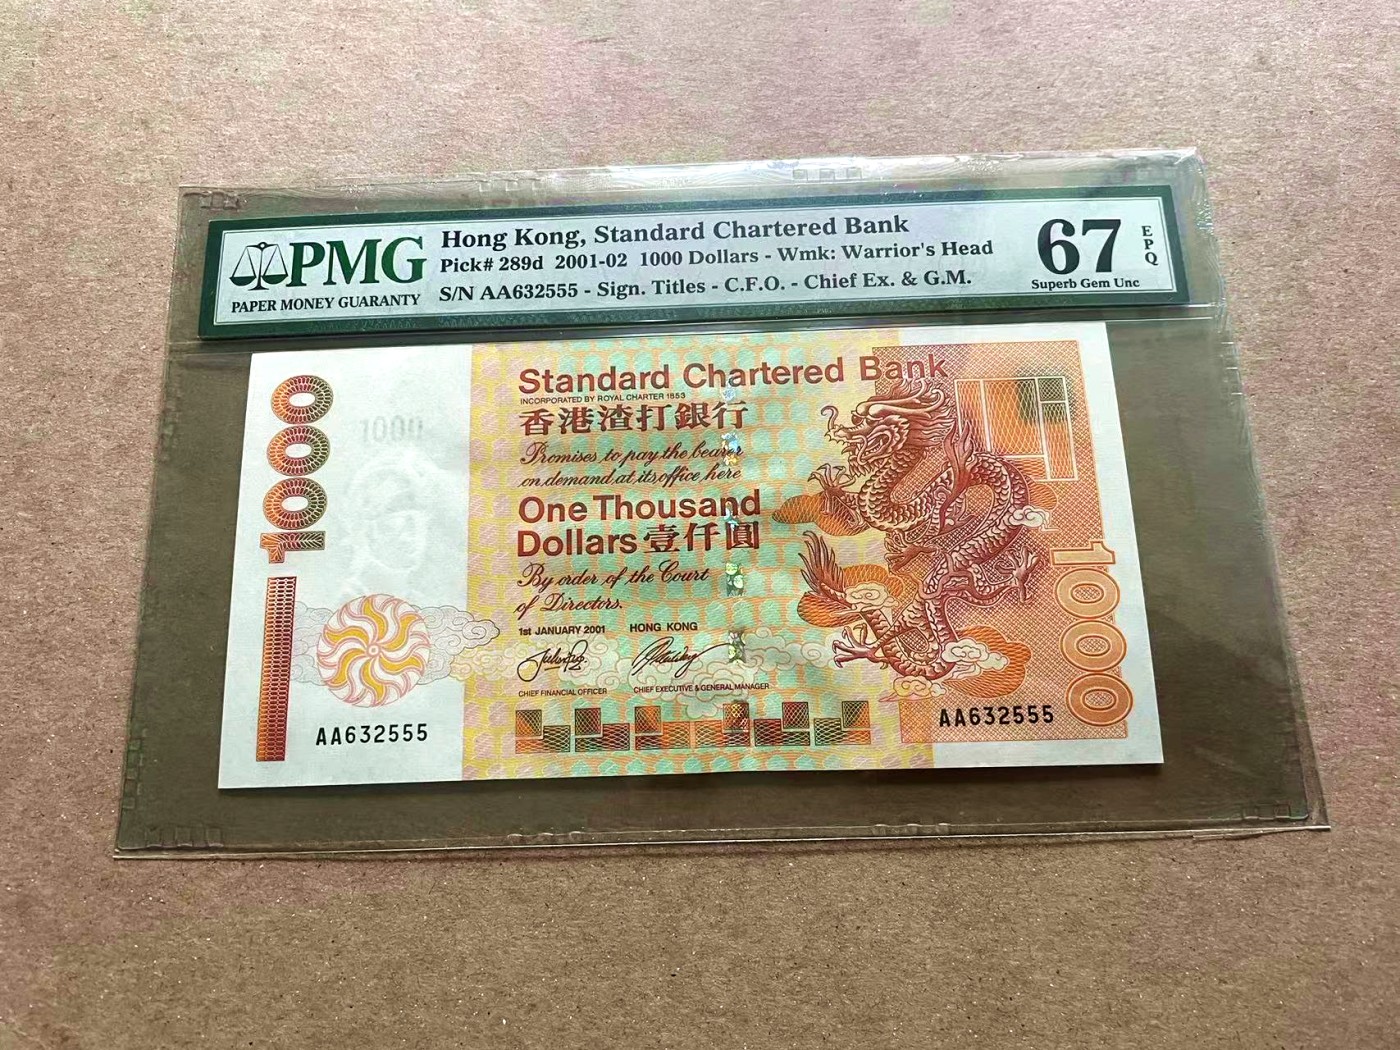 PMG
PAPER MONEY GUARANTY
Hong Kong, Standard Chartered Bank
Pick# 289d 2001-02 1000 Dollars - Wmk: Warrior's Head
S/N AA632555 - Sign. Titles - C.F.O. - Chief Ex. & G.M.
67
EPQ
Superb Gem Unc
1000
1000
Standard Chartered Bank
INCORPORATED BY ROYAL CHARTER 1853
香港渣打銀行
Promises to pay the bearer
on demand at its office here
One Thousand
Dollars 壹仟圓
By order of the Court
of Directors.
1st JANUARY 2001 HONG KONG
CHIEF FINANCIAL OFFICER CHIEF EXECUTIVE & GENERAL MANAGER
AA632555
AA632555
1000